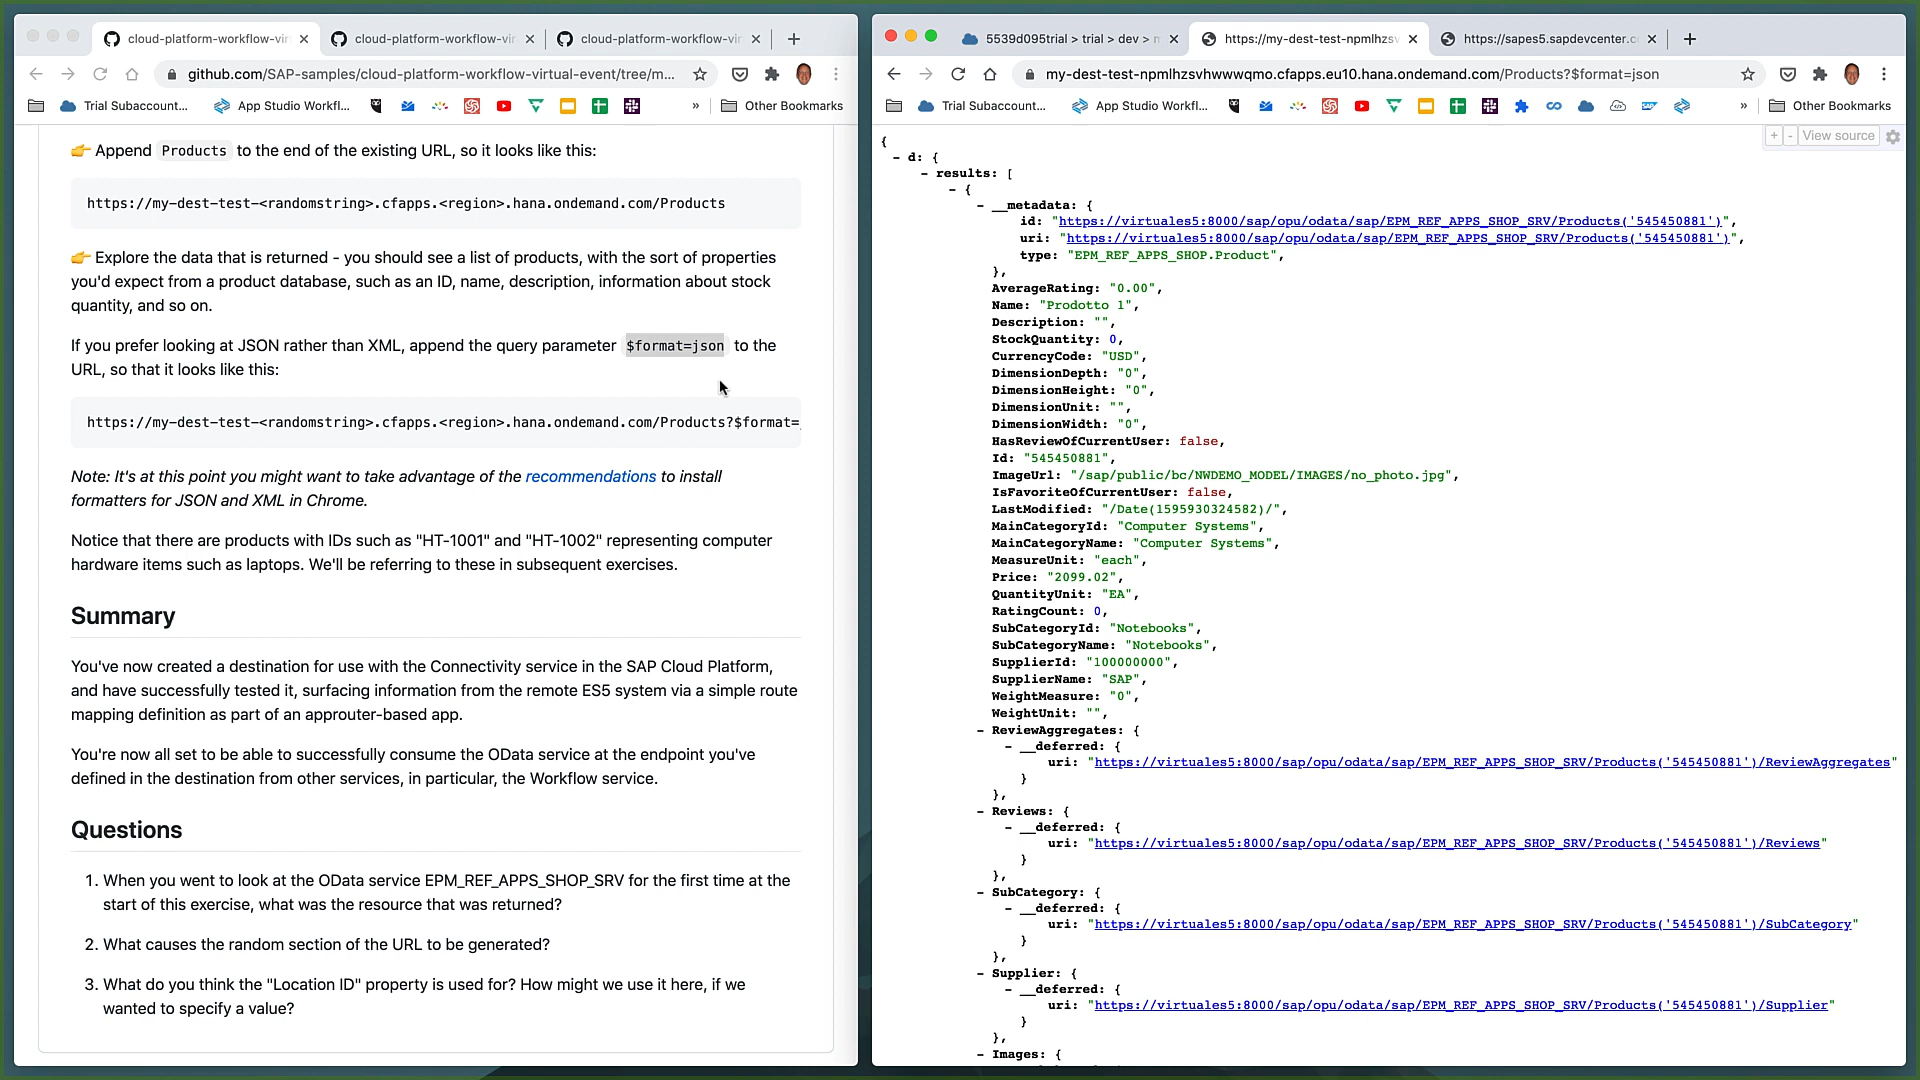 cloud-platform-workflow-vir
cloud-platform-workflow-vir
cloud-platform-workflow-vir
github.com/SAP-samples/cloud-platform-workflow-virtual-event/tree/m...
Trial Subaccount...
App Studio Workfl...
»
Other Bookmarks
👉 Append Products to the end of the existing URL, so it looks like this:
https://my-dest-test-<randomstring>.cfapps.<region>.hana.ondemand.com/Products
👉 Explore the data that is returned - you should see a list of products, with the sort of properties
you'd expect from a product database, such as an ID, name, description, information about stock
quantity, and so on.
If you prefer looking at JSON rather than XML, append the query parameter $format=json to the
URL, so that it looks like this:
https://my-dest-test-<randomstring>.cfapps.<region>.hana.ondemand.com/Products?$format=
Note: It's at this point you might want to take advantage of the recommendations to install
formatters for JSON and XML in Chrome.
Notice that there are products with IDs such as "HT-1001" and "HT-1002" representing computer
hardware items such as laptops. We'll be referring to these in subsequent exercises.
Summary
You've now created a destination for use with the Connectivity service in the SAP Cloud Platform,
and have successfully tested it, surfacing information from the remote ES5 system via a simple route
mapping definition as part of an approuter-based app.
You're now all set to be able to successfully consume the OData service at the endpoint you've
defined in the destination from other services, in particular, the Workflow service.
Questions
1. When you went to look at the OData service EPM_REF_APPS_SHOP_SRV for the first time at the
start of this exercise, what was the resource that was returned?
2. What causes the random section of the URL to be generated?
3. What do you think the "Location ID" property is used for? How might we use it here, if we
wanted to specify a value?
5539d095trial > trial > dev >
https://my-dest-test-npmlhzsv
https://sapes5.sapdevcenter.c
my-dest-test-npmlhzsvhwwwqmo.cfapps.eu10.hana.ondemand.com/Products?$format=json
Trial Subaccount...
App Studio Workfl...
»
Other Bookmarks
+ - View source
{
- d: {
- results: [
- {
- __metadata: {
id: "https://virtuales5:8000/sap/opu/odata/sap/EPM_REF_APPS_SHOP_SRV/Products('545450881')",
uri: "https://virtuales5:8000/sap/opu/odata/sap/EPM_REF_APPS_SHOP_SRV/Products('545450881')",
type: "EPM_REF_APPS_SHOP.Product",
},
AverageRating: "0.00",
Name: "Prodotto 1",
Description: "",
StockQuantity: 0,
CurrencyCode: "USD",
DimensionDepth: "0",
DimensionHeight: "0",
DimensionUnit: "",
DimensionWidth: "0",
HasReviewOfCurrentUser: false,
Id: "545450881",
ImageUrl: "/sap/public/bc/NWDEMO_MODEL/IMAGES/no_photo.jpg",
IsFavoriteOfCurrentUser: false,
LastModified: "/Date(1595930324582)/",
MainCategoryId: "Computer Systems",
MainCategoryName: "Computer Systems",
MeasureUnit: "each",
Price: "2099.02",
QuantityUnit: "EA",
RatingCount: 0,
SubCategoryId: "Notebooks",
SubCategoryName: "Notebooks",
SupplierId: "100000000",
SupplierName: "SAP",
WeightMeasure: "0",
WeightUnit: "",
- ReviewAggregates: {
- __deferred: {
uri: "https://virtuales5:8000/sap/opu/odata/sap/EPM_REF_APPS_SHOP_SRV/Products('545450881')/ReviewAggregates"
}
},
- Reviews: {
- __deferred: {
uri: "https://virtuales5:8000/sap/opu/odata/sap/EPM_REF_APPS_SHOP_SRV/Products('545450881')/Reviews"
}
},
- SubCategory: {
- __deferred: {
uri: "https://virtuales5:8000/sap/opu/odata/sap/EPM_REF_APPS_SHOP_SRV/Products('545450881')/SubCategory"
}
},
- Supplier: {
- __deferred: {
uri: "https://virtuales5:8000/sap/opu/odata/sap/EPM_REF_APPS_SHOP_SRV/Products('545450881')/Supplier"
}
},
- Images: {